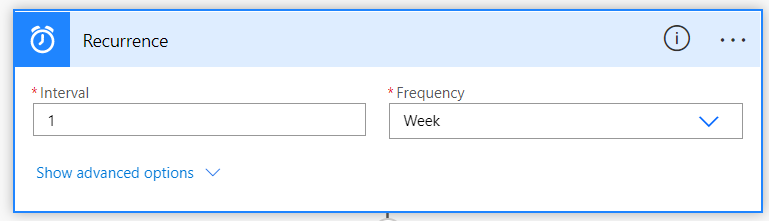 Recurrence
* Interval
* Frequency
1
Week
Show advanced options